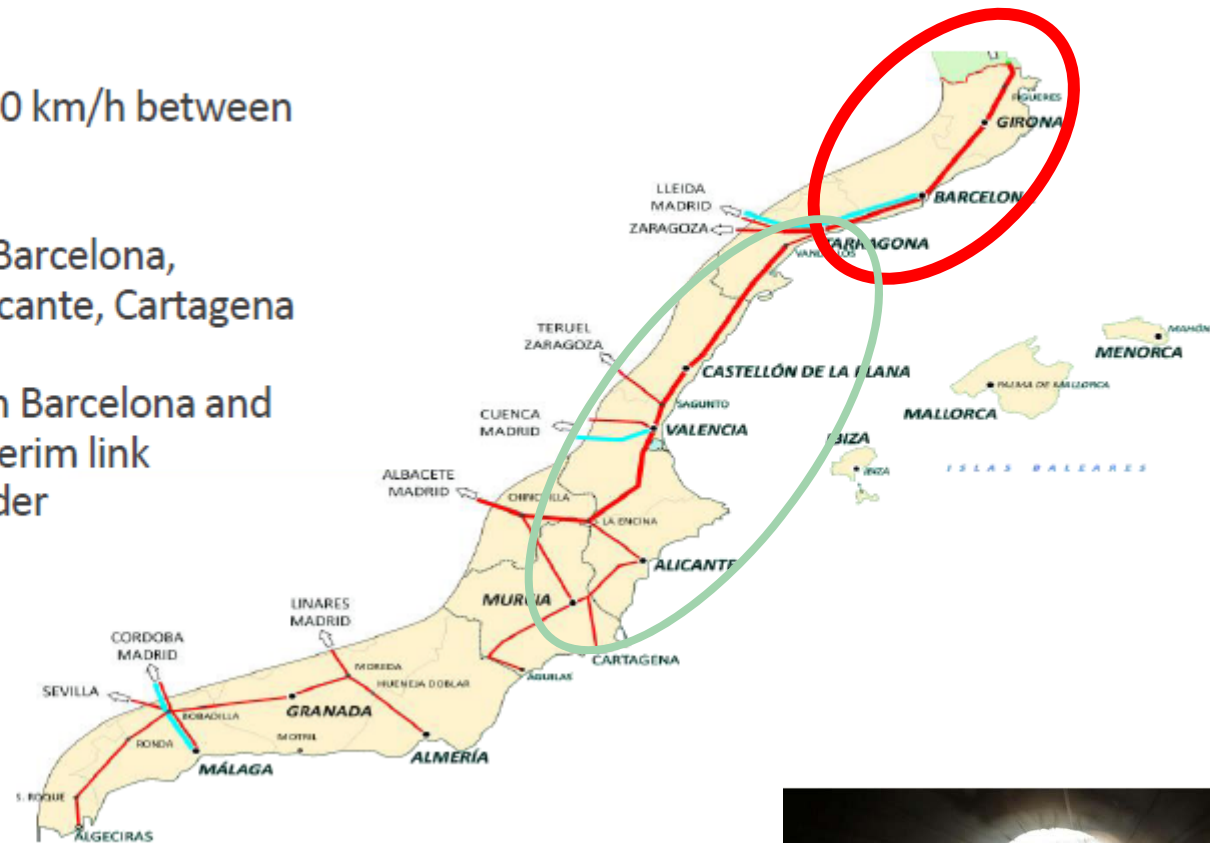 0 km/h between
Barcelona,
cante, Cartagena
n Barcelona and
erim link
der
FIGUERES
GIRONA
LLEIDA
MADRID
BARCELON
ZARAGOZA
TARRAGONA
TERUEL
ZARAGOZA
MAHÓN
MENORCA
CASTELLÓN DE LA PLANA
PALMA DE MALLORCA
SAGUNTO
MALLORCA
CUENCA
MADRID
VALENCIA
IBIZA
IBIZA
ISLAS BALEARES
ALBACETE
MADRID
CHINCHILLA
LA ENCINA
ALICANTE
MURCIA
LINARES
MADRID
CORDOBA
MADRID
CARTAGENA
MOREDA
AGUILAS
HUENEJA DOBLAR
SEVILLA
GRANADA
BOBADILLA
MOTRIL
RONDA
ALMERÍA
MÁLAGA
S. ROQUE
ALGECIRAS